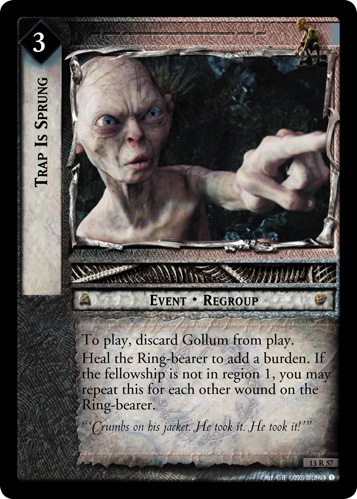 3
TRAP IS SPRUNG
EVENT • REGROUP
To play, discard Gollum from play.
Heal the Ring-bearer to add a burden. If
the fellowship is not in region 1, you may
repeat this for each other wound on the
Ring-bearer.
“‘Crumbs on his jacket. He took it. He took it!’”
13 R 57